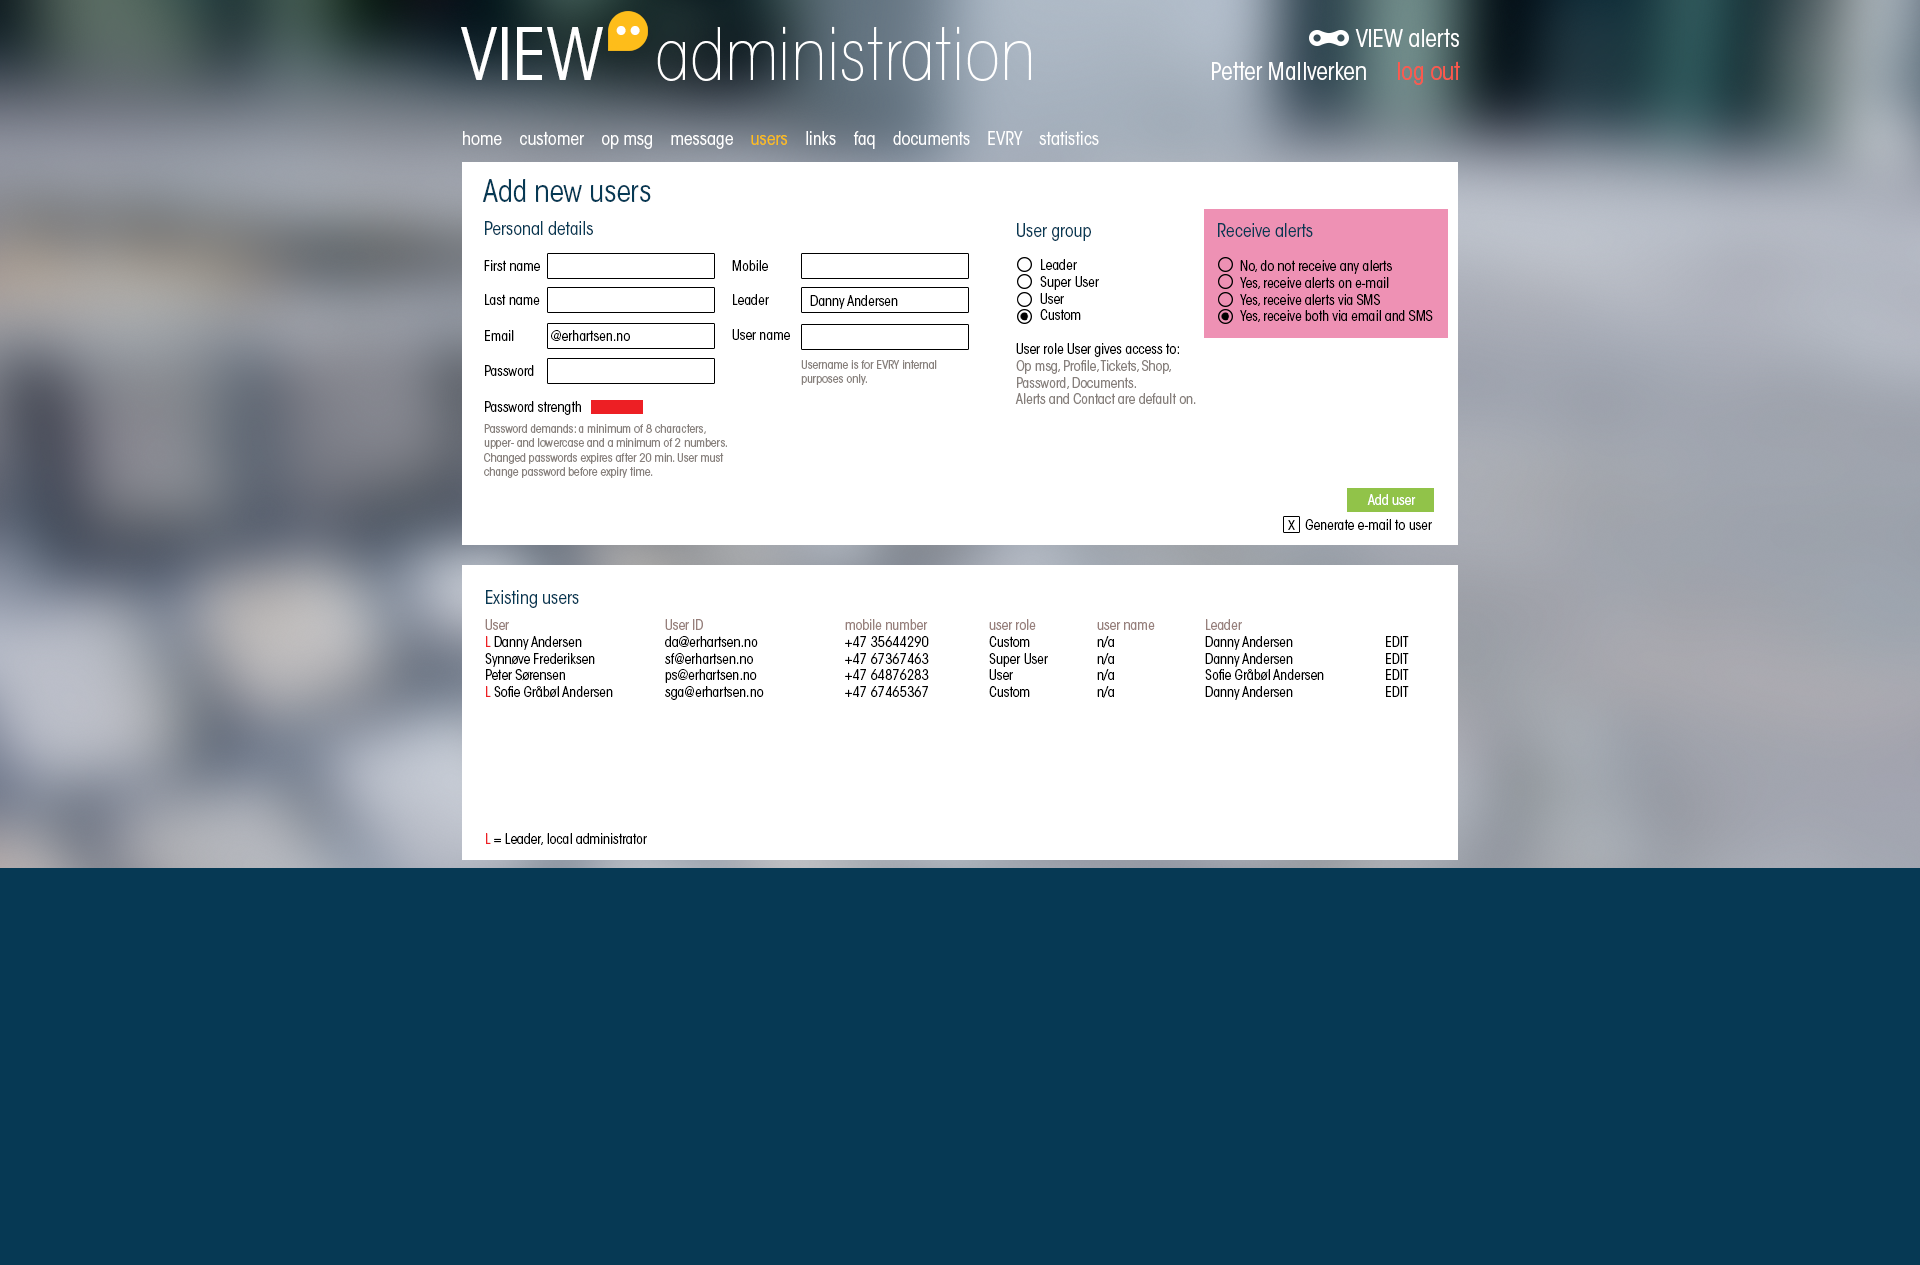 VIEW administration
VIEW alerts
Petter Mallverken log out
home customer op msg message users links faq documents EVRY statistics
Add new users
Personal details
First name
Last name
Email @erhartsen.no
Password
Password strength
Password demands: a minimum of 8 characters,
upper- and lowercase and a minimum of 2 numbers.
Changed passwords expires after 20 min. User must
change password before expiry time.
Mobile
Leader Danny Andersen
User name
Username is for EVRY internal
purposes only.
User group
Leader
Super User
User
Custom
User role User gives access to:
Op msg, Profile, Tickets, Shop,
Password, Documents.
Alerts and Contact are default on.
Receive alerts
No, do not receive any alerts
Yes, receive alerts on e-mail
Yes, receive alerts via SMS
Yes, receive both via email and SMS
Add user
X Generate e-mail to user
Existing users
User User ID mobile number user role user name Leader
L Danny Andersen da@erhartsen.no +47 35644290 Custom n/a Danny Andersen EDIT
Synnøve Frederiksen sf@erhartsen.no +47 67367463 Super User n/a Danny Andersen EDIT
Peter Sørensen ps@erhartsen.no +47 64876283 User n/a Sofie Gråbøl Andersen EDIT
L Sofie Gråbøl Andersen sga@erhartsen.no +47 67465367 Custom n/a Danny Andersen EDIT
L = Leader, local administrator